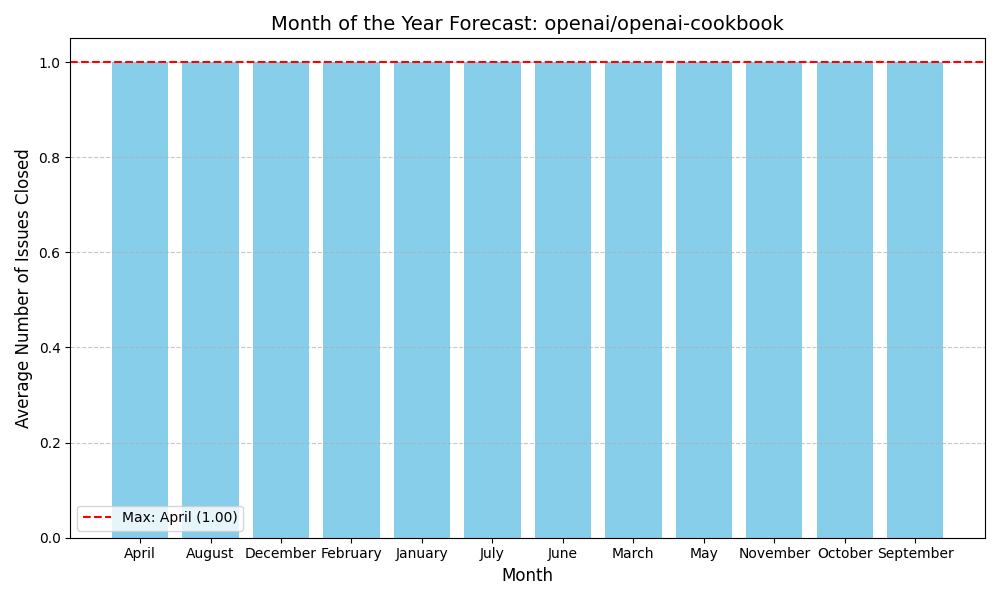 Month of the Year Forecast: openai/openai-cookbook
Average Number of Issues Closed
1.0
0.8
0.6
0.4
0.2
0.0
Max: April (1.00)
April August December February January July June March May November October September
Month